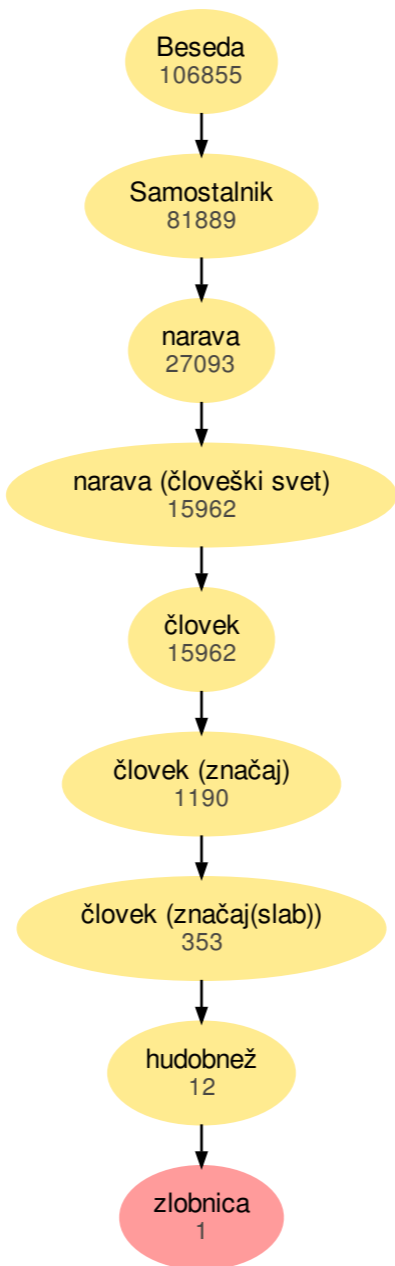 Beseda
106855
Samostalnik
81889
narava
27093
narava (človeški svet)
15962
človek
15962
človek (značaj)
1190
človek (značaj(slab))
353
hudobnež
12
zlobnica
1